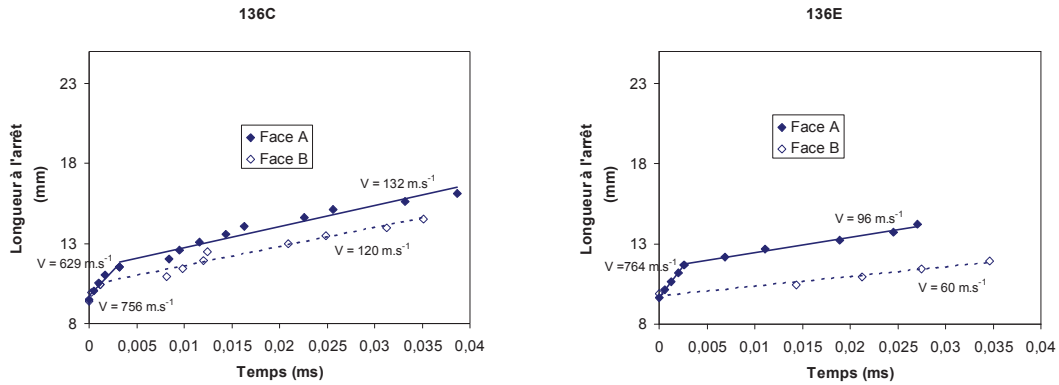 136C
Longueur à l'arrêt
(mm)
23
18
13
8
Face A
Face B
V = 132 m.s-1
V = 629 m.s-1
V = 120 m.s-1
V = 756 m.s-1
0 0,005 0,01 0,015 0,02 0,025 0,03 0,035 0,04
Temps (ms)
136E
Longueur à l'arrêt
(mm)
23
18
13
8
Face A
Face B
V = 96 m.s-1
V =764 m.s-1
V = 60 m.s-1
0 0,005 0,01 0,015 0,02 0,025 0,03 0,035 0,04
Temps (ms)